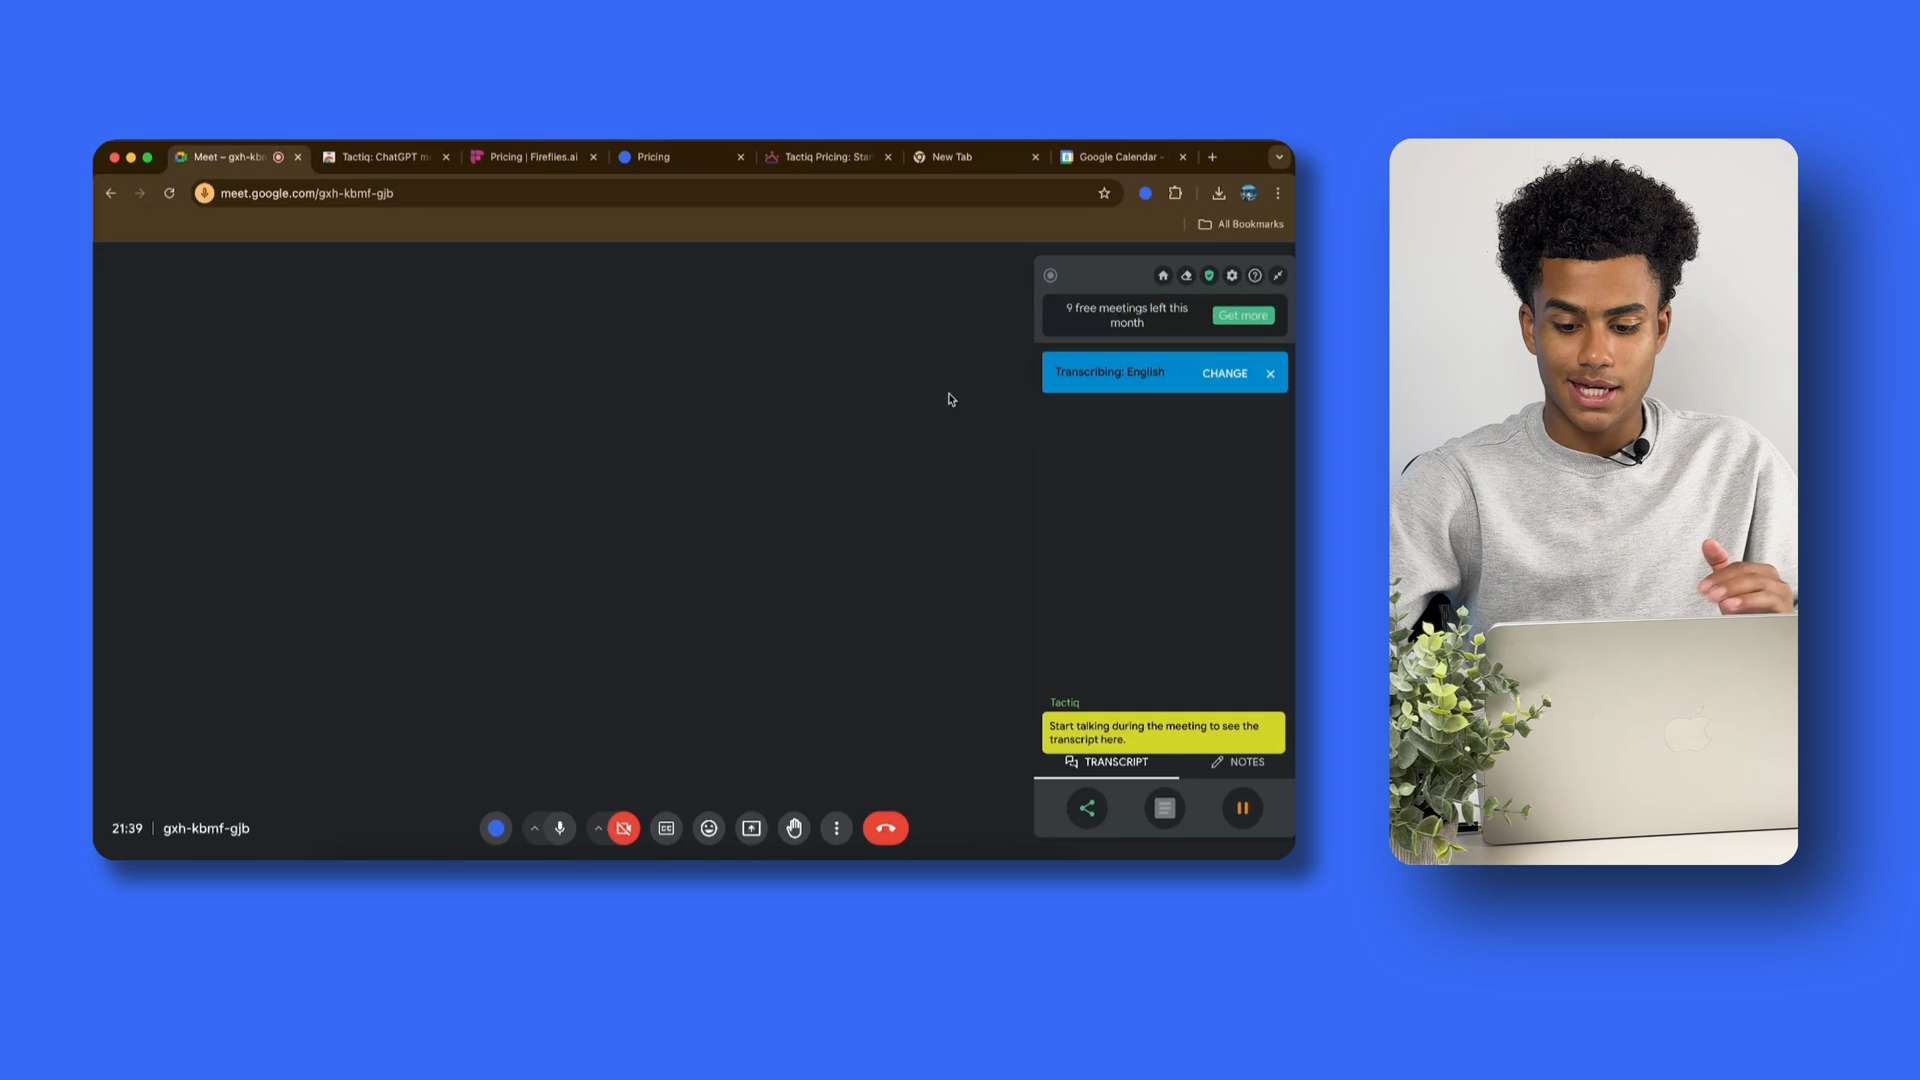 Meet – gxh-kbm
Tactiq: ChatGPT m
Pricing | Fireflies.ai
Pricing
Tactiq Pricing: Star
New Tab
Google Calendar -
meet.google.com/gxh-kbmf-gjb
All Bookmarks
9 free meetings left this
month
Get more
Transcribing: English
CHANGE
Tactiq
Start talking during the meeting to see the
transcript here.
TRANSCRIPT
NOTES
21:39
gxh-kbmf-gjb
CC